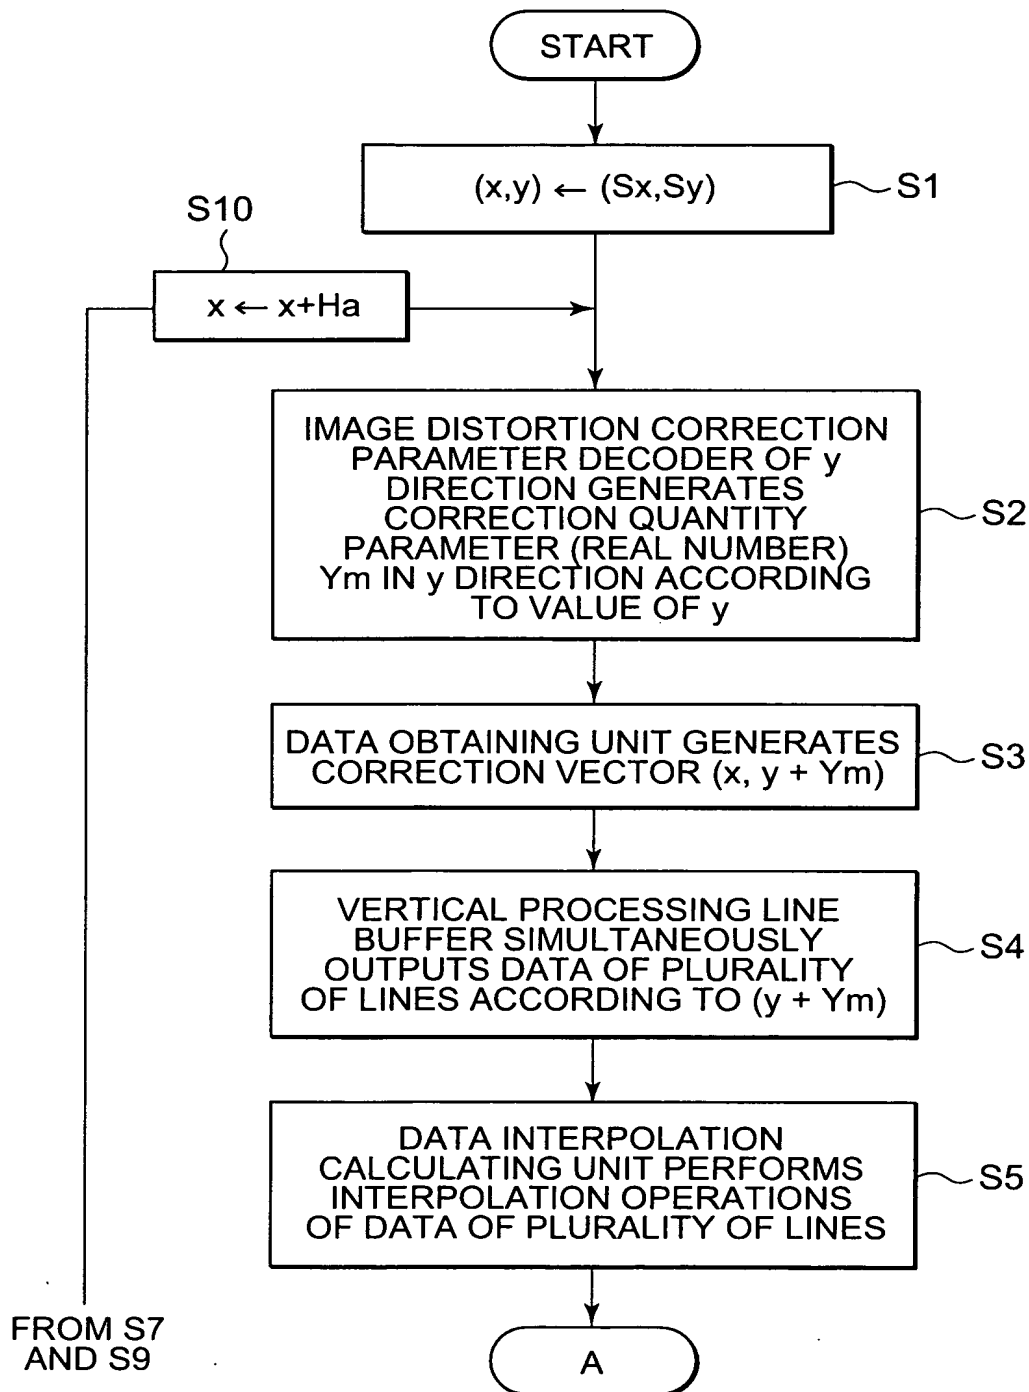 START
(x,y) ← (Sx,Sy)
S1
S10
x ← x+Ha
IMAGE DISTORTION CORRECTION
PARAMETER DECODER OF y
DIRECTION GENERATES
CORRECTION QUANTITY
PARAMETER (REAL NUMBER)
Ym IN y DIRECTION ACCORDING
TO VALUE OF y
S2
DATA OBTAINING UNIT GENERATES
CORRECTION VECTOR (x, y + Ym)
S3
VERTICAL PROCESSING LINE
BUFFER SIMULTANEOUSLY
OUTPUTS DATA OF PLURALITY
OF LINES ACCORDING TO (y + Ym)
S4
DATA INTERPOLATION
CALCULATING UNIT PERFORMS
INTERPOLATION OPERATIONS
OF DATA OF PLURALITY OF LINES
S5
FROM S7
AND S9
A